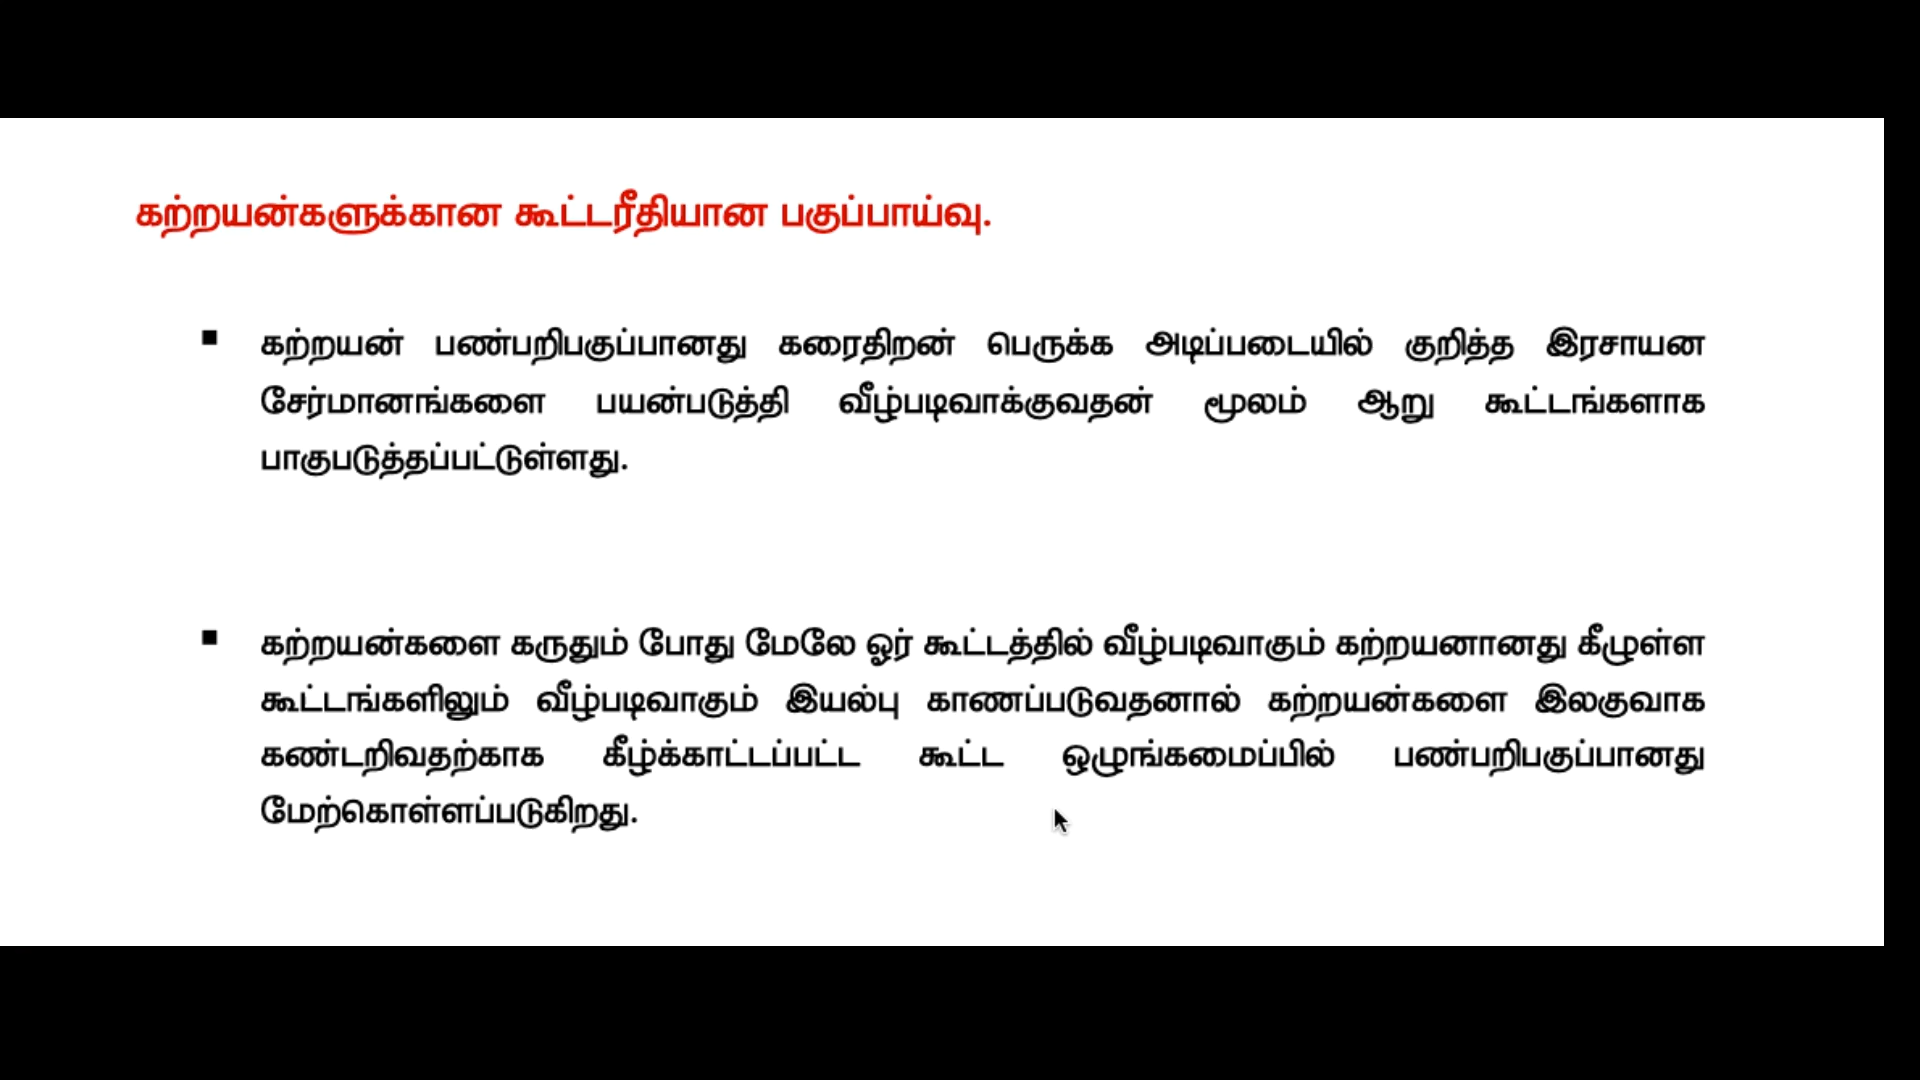 கற்றயன்களுக்கான கூட்டரீதியான பகுப்பாய்வு.
▪ கற்றயன் பண்பறிபகுப்பானது கரைதிறன் பெருக்க அடிப்படையில் குறித்த இரசாயன
சேர்மானங்களை பயன்படுத்தி வீழ்படிவாக்குவதன் மூலம் ஆறு கூட்டங்களாக
பாகுபடுத்தப்பட்டுள்ளது.
▪ கற்றயன்களை கருதும் போது மேலே ஓர் கூட்டத்தில் வீழ்படிவாகும் கற்றயனானது கீழுள்ள
கூட்டங்களிலும் வீழ்படிவாகும் இயல்பு காணப்படுவதனால் கற்றயன்களை இலகுவாக
கண்டறிவதற்காக கீழ்க்காட்டப்பட்ட கூட்ட ஒழுங்கமைப்பில் பண்பறிபகுப்பானது
மேற்கொள்ளப்படுகிறது.